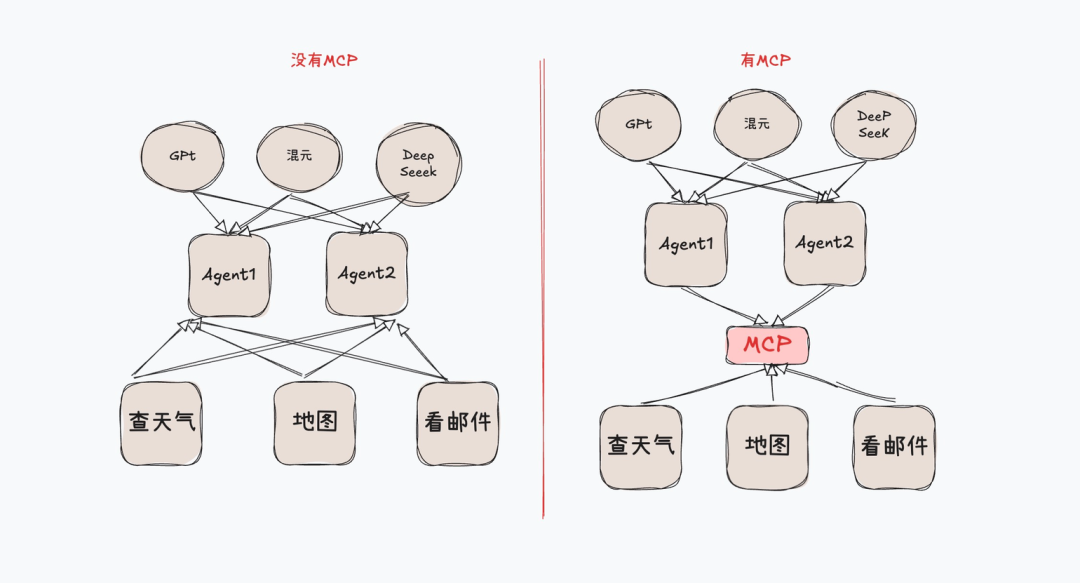 没有MCP
GPt
混元
Deep
Seeek
Agent1
Agent2
查天气
地图
看邮件
有MCP
GPt
混元
DeeP
SeeK
Agent1
Agent2
MCP
查天气
地图
看邮件